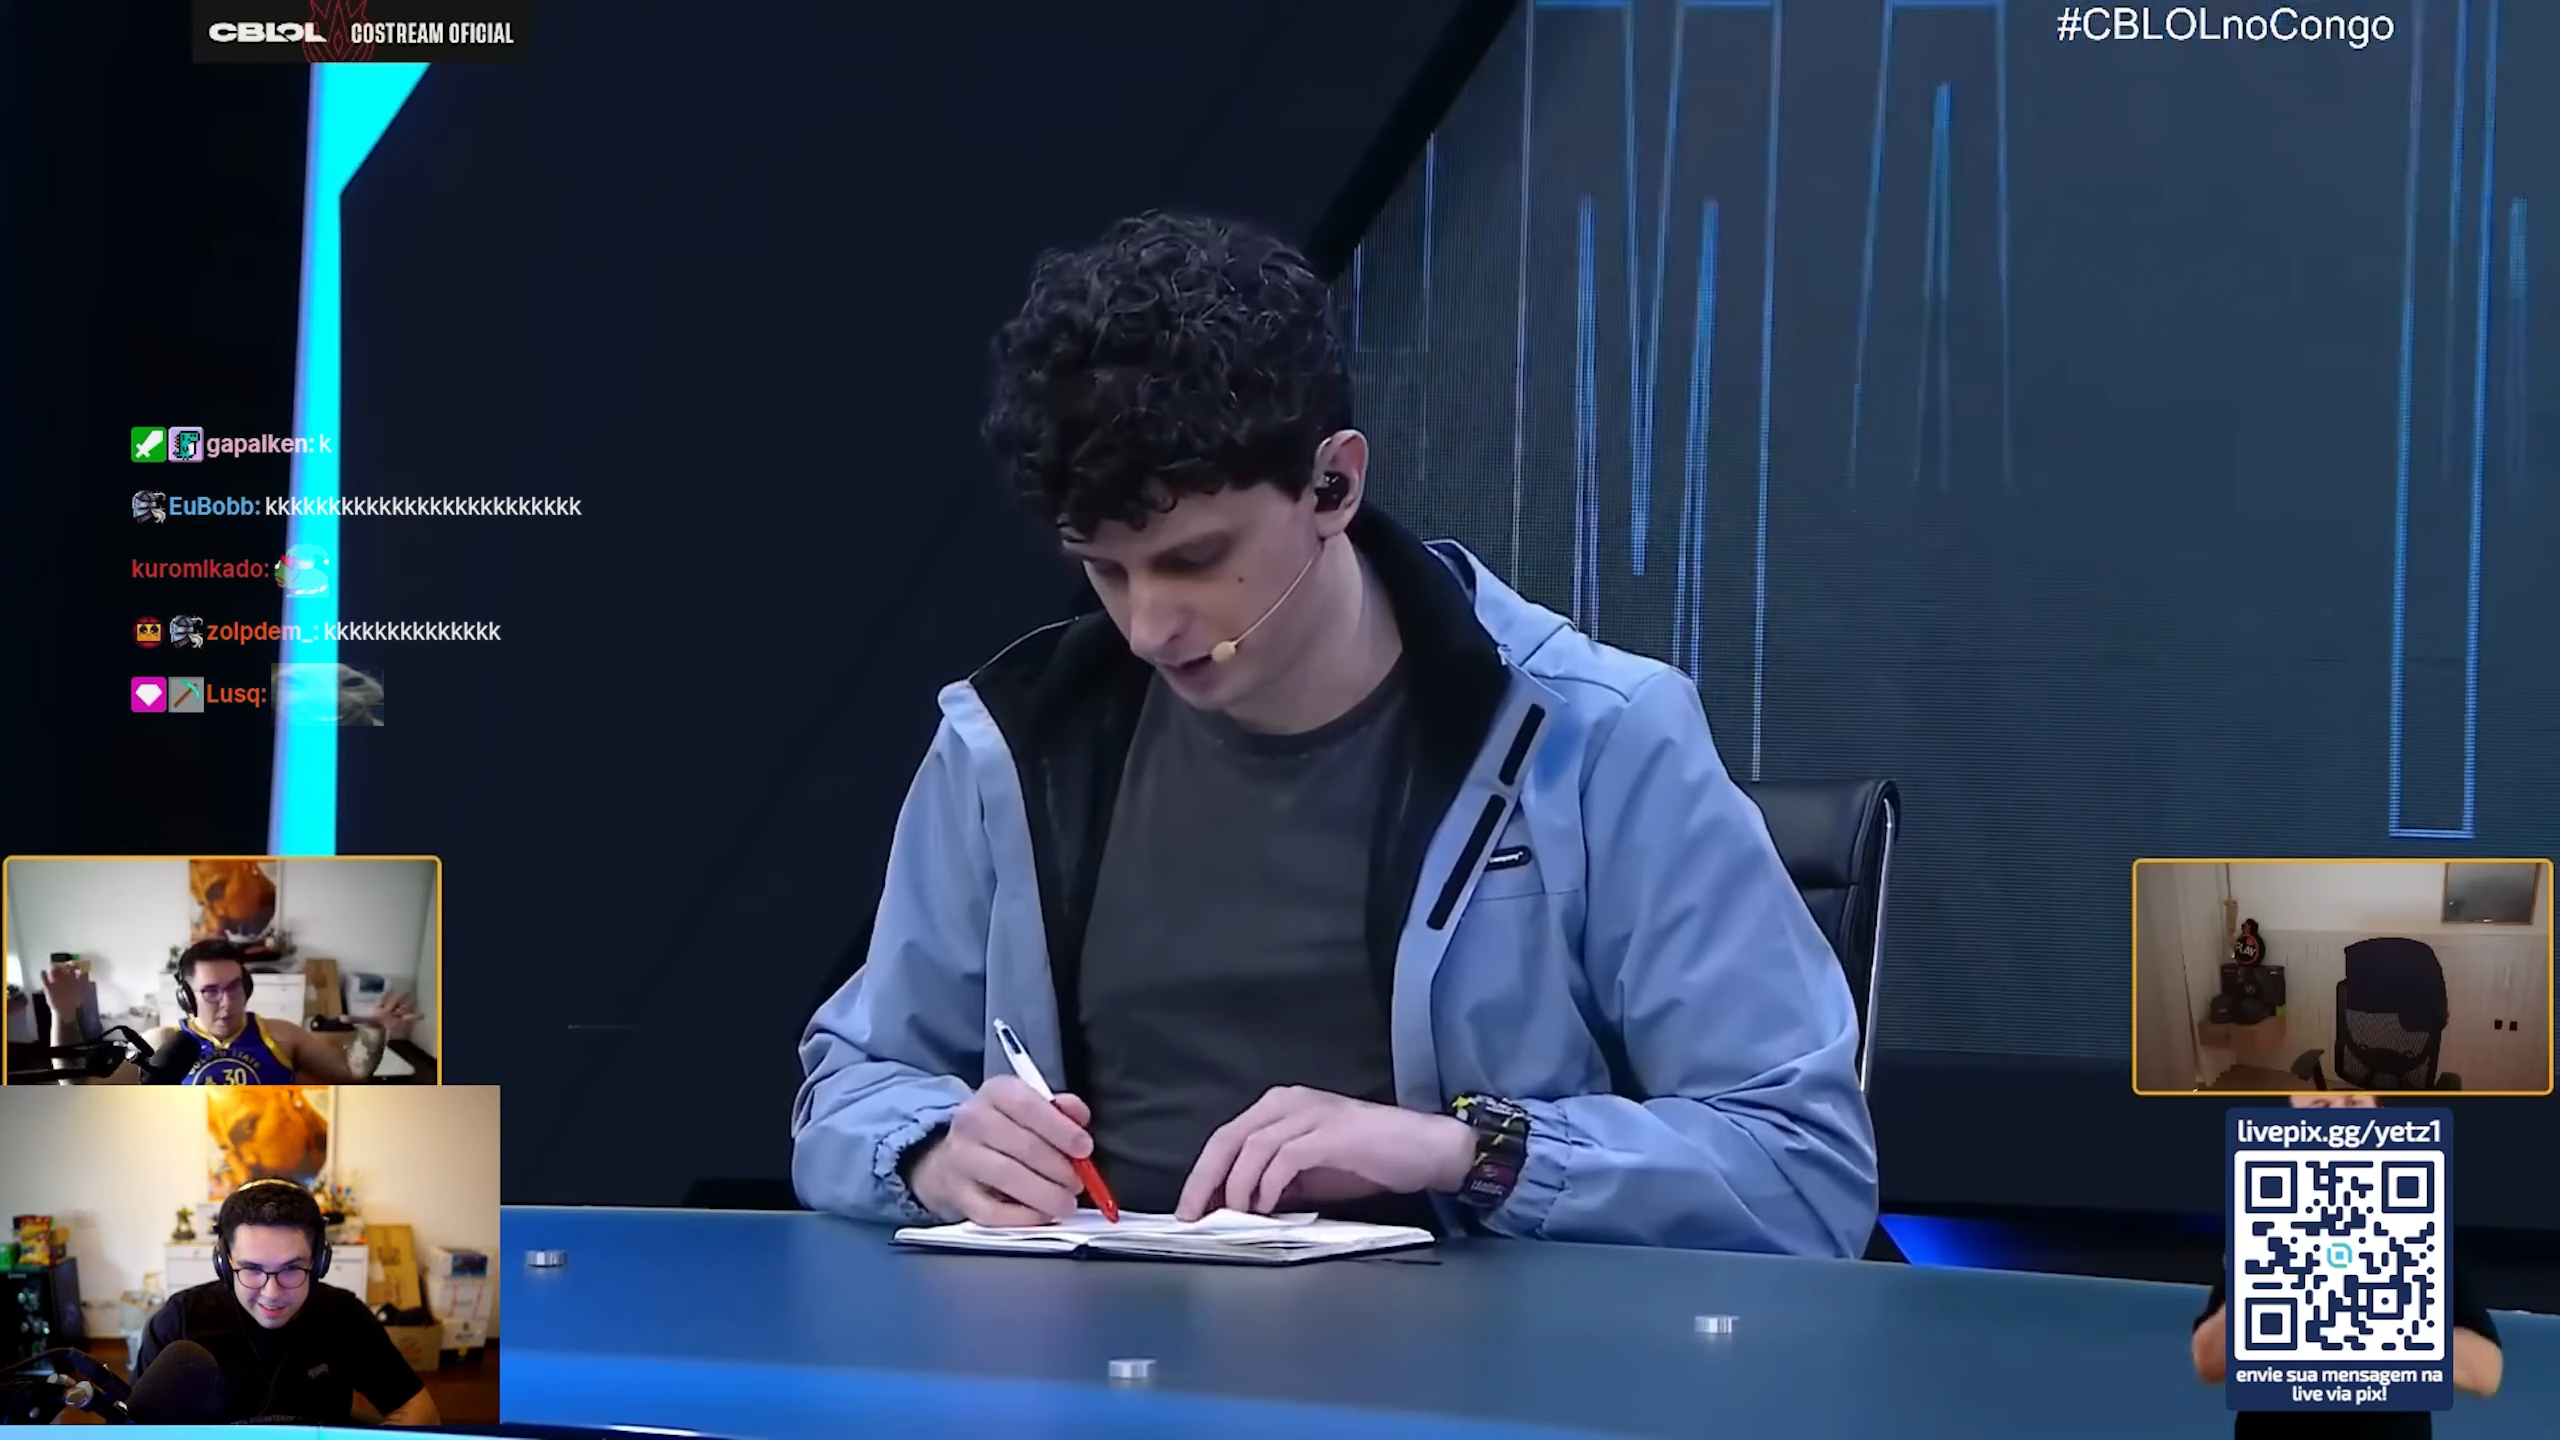 CBLOL COSTREAM OFICIAL
#CBLOLnoCongo
gapalken: k
EuBobb: kkkkkkkkkkkkkkkkkkkkkkkkk
kuromikado:
zolpdem_: kkkkkkkkkkkkkk
Lusq:
30
livepix.gg/yetz1
envie sua mensagem na
live via pix!